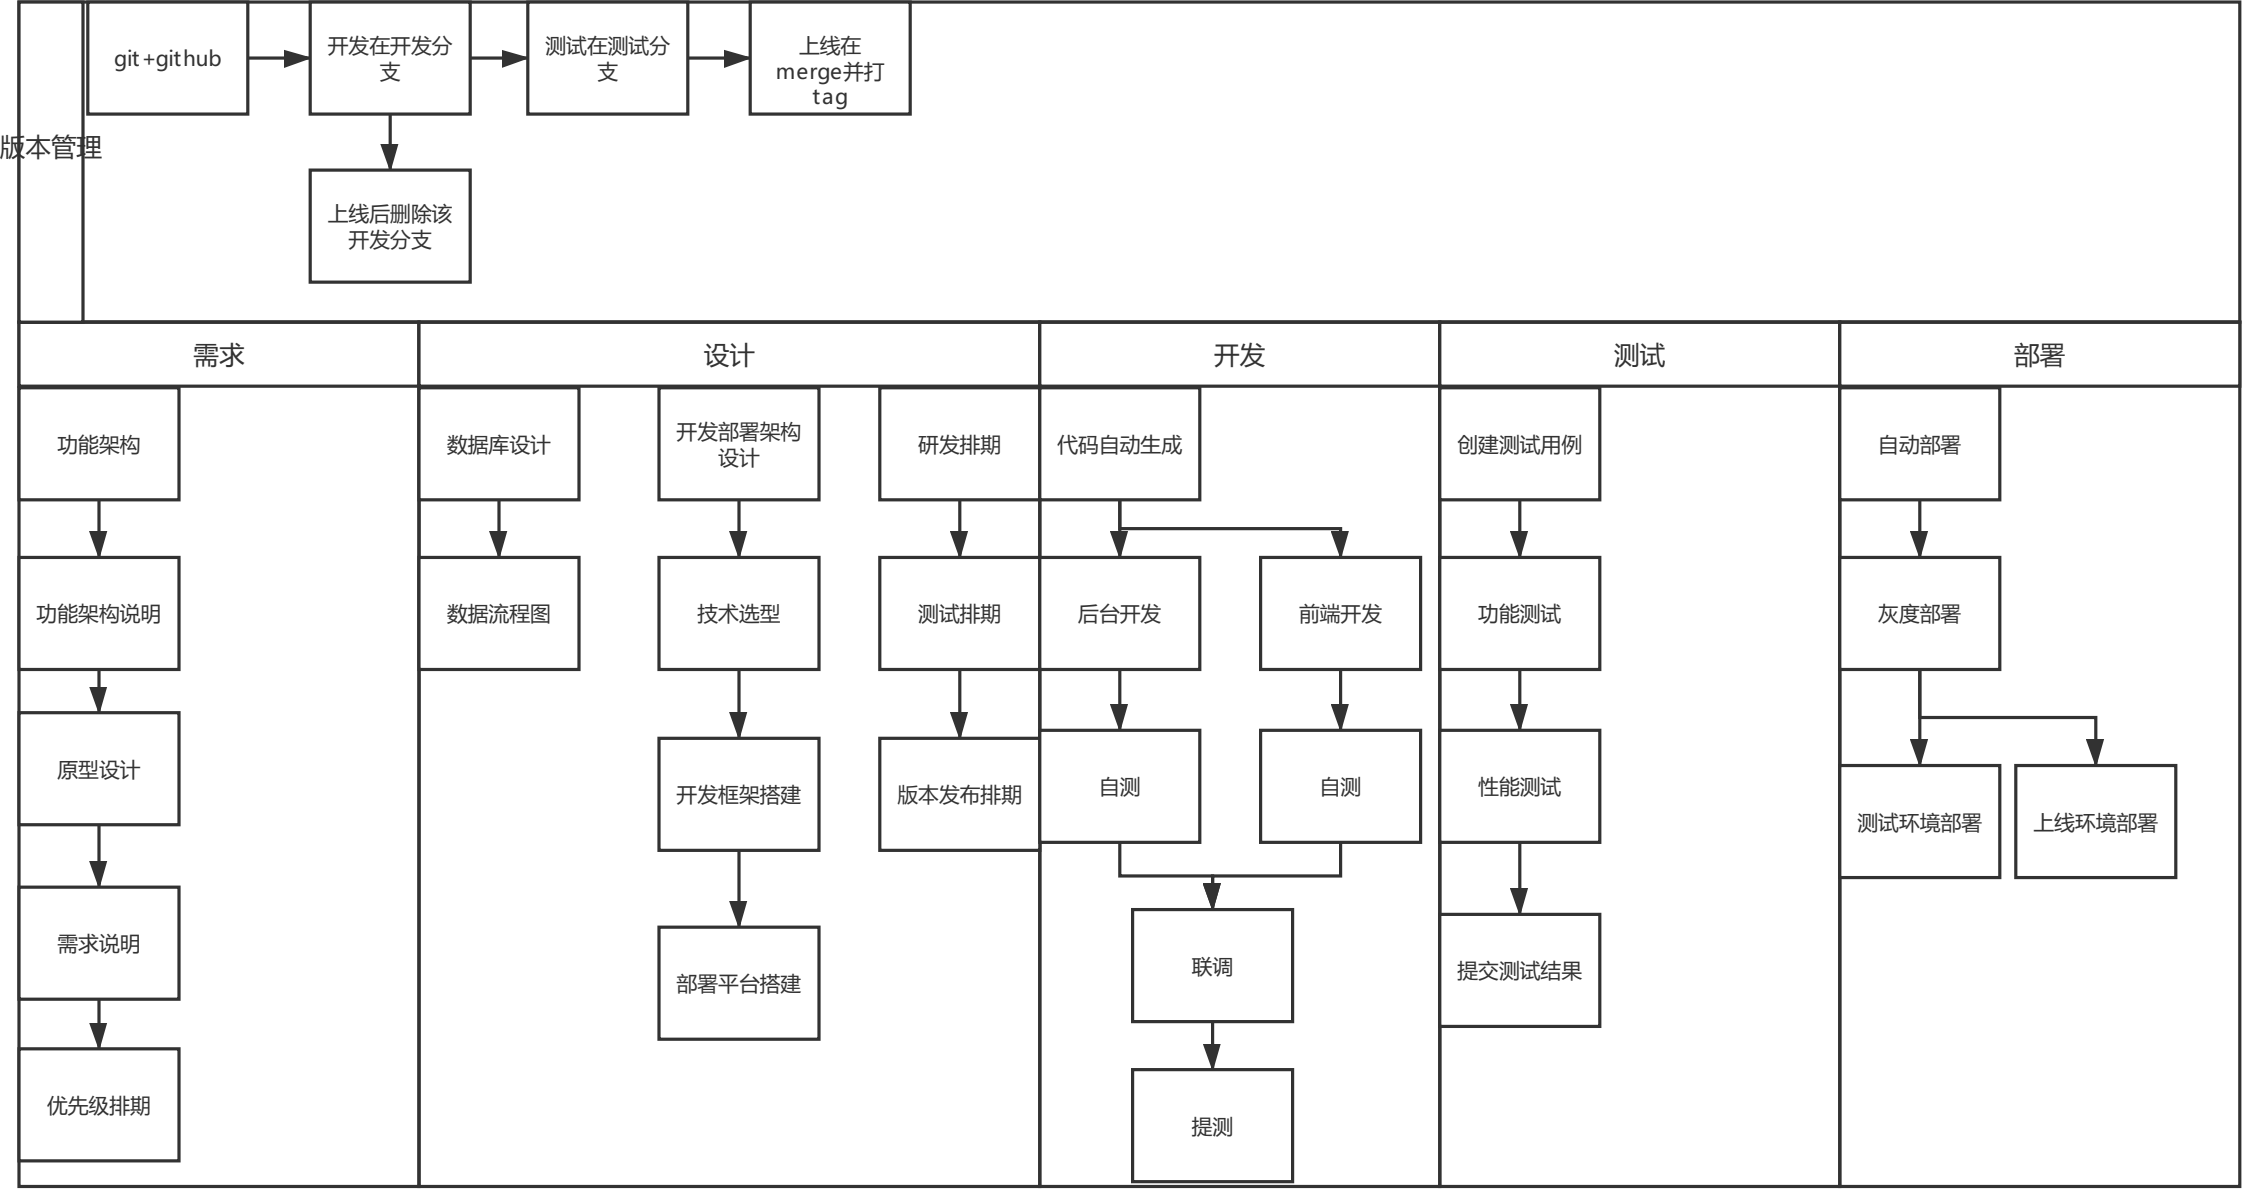 git+github
开发在开发分
支
测试在测试分
支
上线在
merge并打
tag
版本管理
上线后删除该
开发分支
需求
设计
开发
测试
部署
功能架构
功能架构说明
原型设计
需求说明
优先级排期
数据库设计
数据流程图
开发部署架构
设计
技术选型
开发框架搭建
部署平台搭建
研发排期
测试排期
版本发布排期
代码自动生成
后台开发
前端开发
自测
自测
联调
提测
创建测试用例
功能测试
性能测试
提交测试结果
自动部署
灰度部署
测试环境部署
上线环境部署